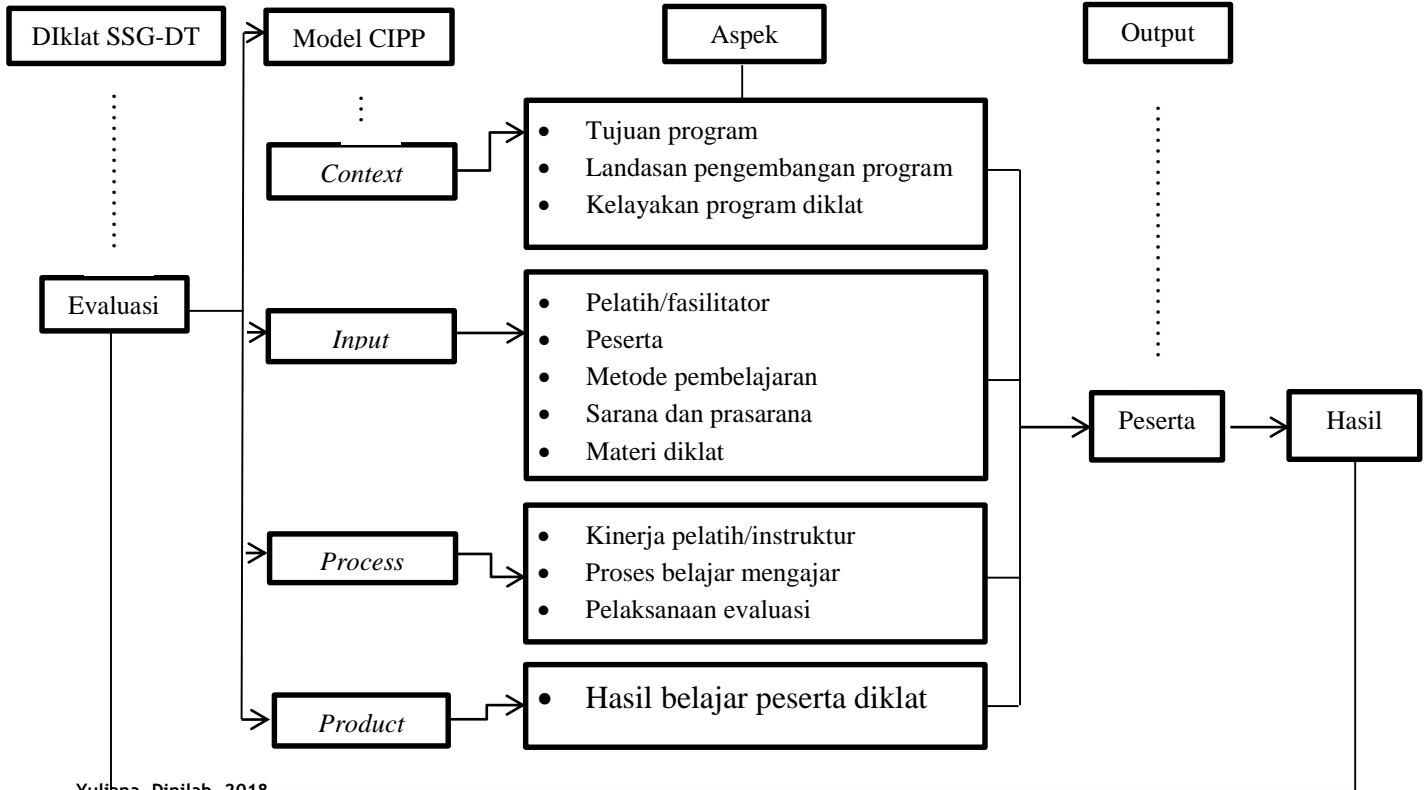 DIklat SSG-DT
Model CIPP
Aspek
Output
Context
• Tujuan program
• Landasan pengembangan program
• Kelayakan program diklat
Evaluasi
Input
• Pelatih/fasilitator
• Peserta
• Metode pembelajaran
• Sarana dan prasarana
• Materi diklat
Peserta
Hasil
Process
• Kinerja pelatih/instruktur
• Proses belajar mengajar
• Pelaksanaan evaluasi
Product
• Hasil belajar peserta diklat
Yuliana, 2018